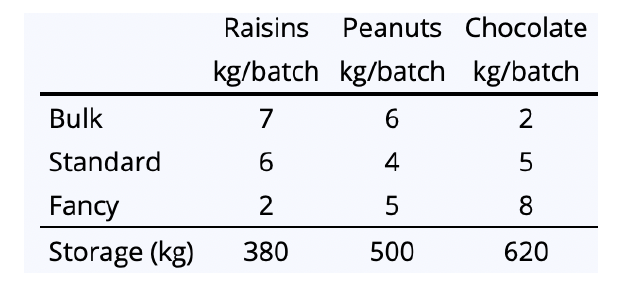 Raisins Peanuts Chocolate
kg/batch kg/batch kg/batch
Bulk 7 6 2
Standard 6 4 5
Fancy 2 5 8
Storage (kg) 380 500 620